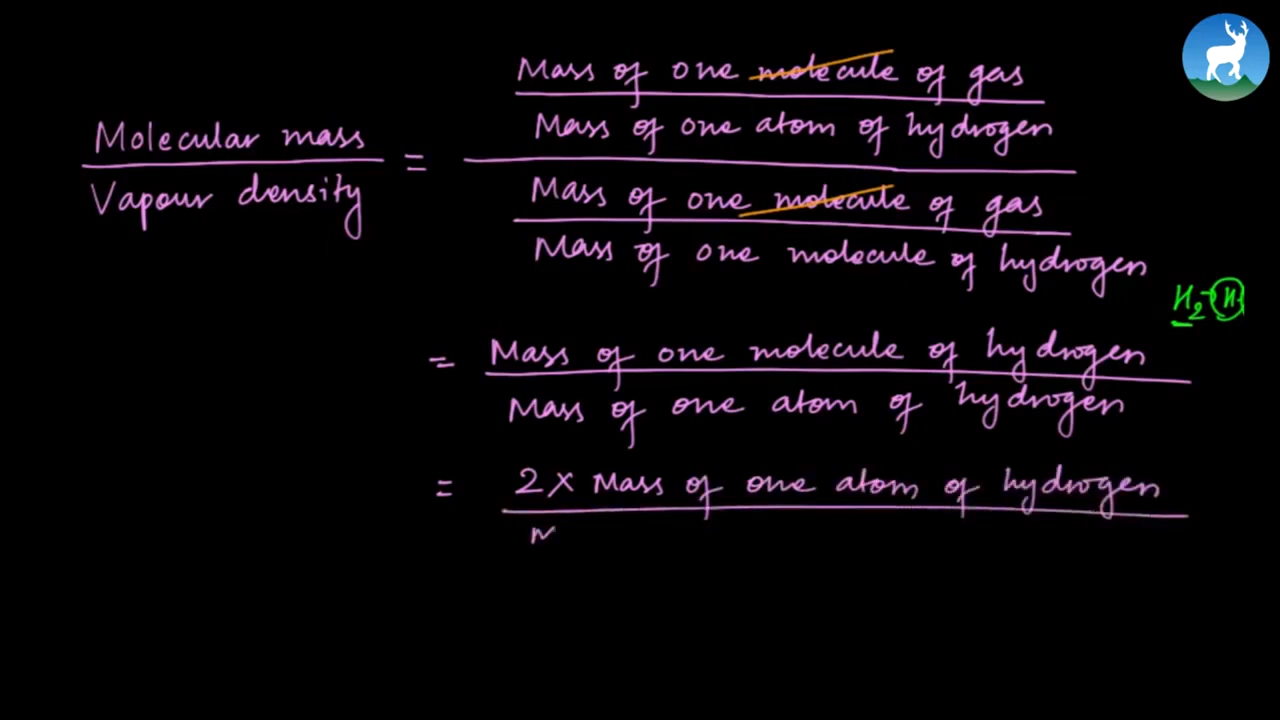 Mass of one molecule of gas
Mass of one atom of hydrogen
Molecular mass
Vapour density
=
Mass of one molecule of gas
Mass of one molecule of hydrogen
H2 H
= Mass of one molecule of hydrogen
Mass of one atom of hydrogen
= 2 × Mass of one atom of hydrogen
M